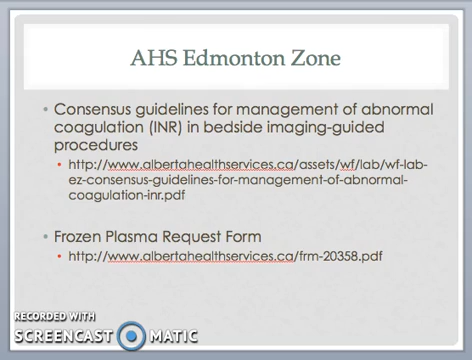 AHS Edmonton Zone
• Consensus guidelines for management of abnormal
coagulation (INR) in bedside imaging-guided
procedures
• http://www.albertahealthservices.ca/assets/wf/lab/wf-lab-
ez-consensus-guidelines-for-management-of-abnormal-
coagulation-inr.pdf
• Frozen Plasma Request Form
• http://www.albertahealthservices.ca/frm-20358.pdf
RECORDED WITH
SCREENCAST MATIC